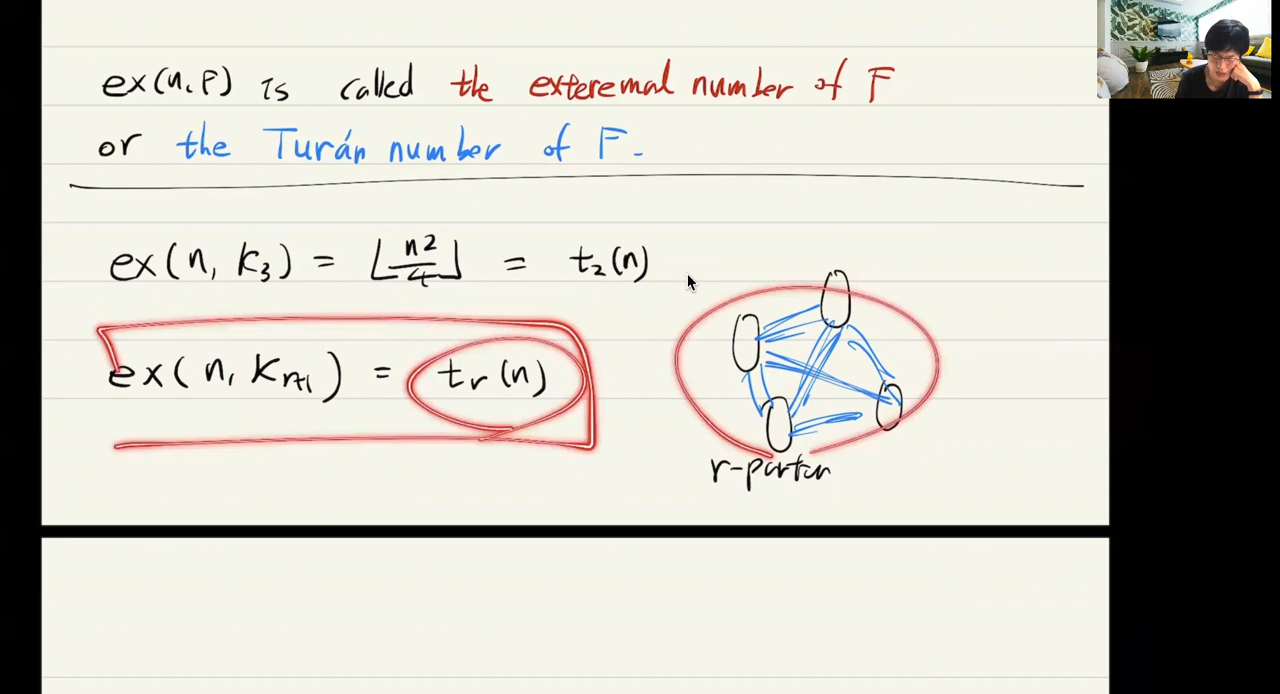 ex(n, F) is called the exteremal number of F
or the Turán number of F.
ex(n, K₃) = ⌊n²/4⌋ = t₂(n)
ex(n, Kᵣ₊₁) = tᵣ(n)